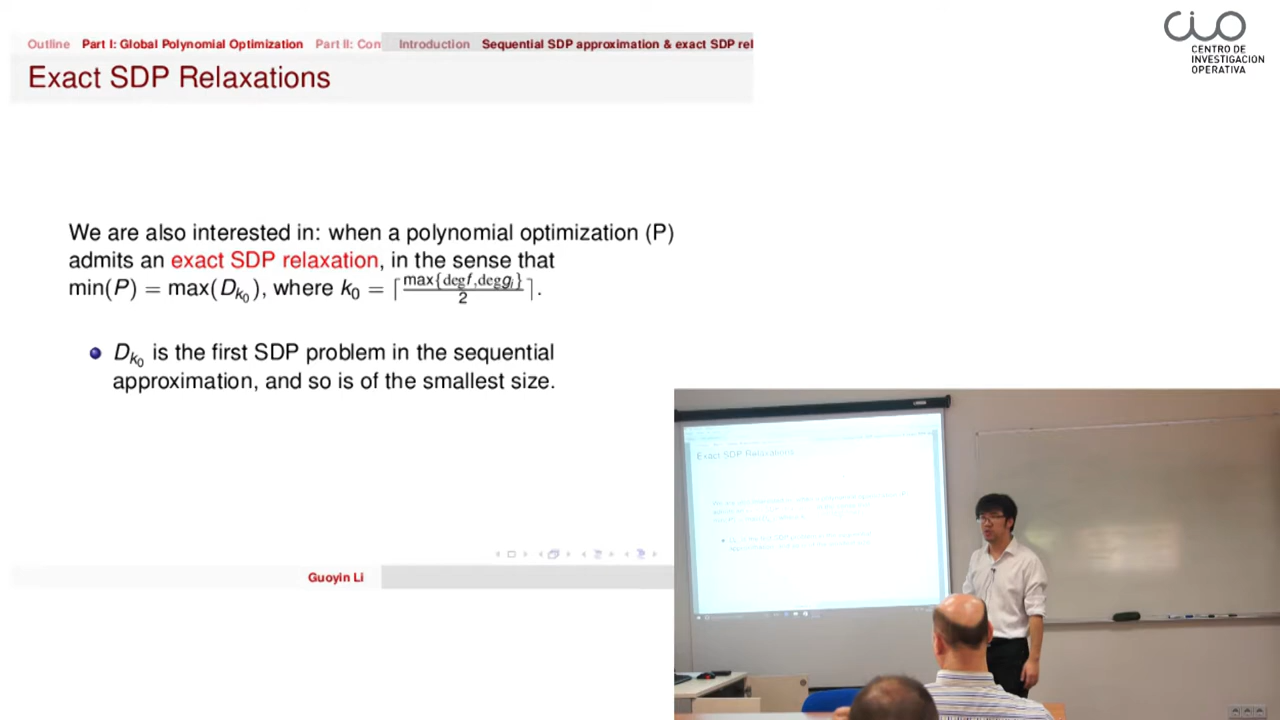 Outline Part I: Global Polynomial Optimization Part II: Con Introduction Sequential SDP approximation & exact SDP rel
CENTRO DE
INVESTIGACION
OPERATIVA
Exact SDP Relaxations
We are also interested in: when a polynomial optimization (P)
admits an exact SDP relaxation, in the sense that
min(P) = max(D_{k_0}), where k_0 = ⌈max{deg f, deg g_i}/2⌉.
D_{k_0} is the first SDP problem in the sequential
approximation, and so is of the smallest size.
Guoyin Li
Exact SDP Relaxations